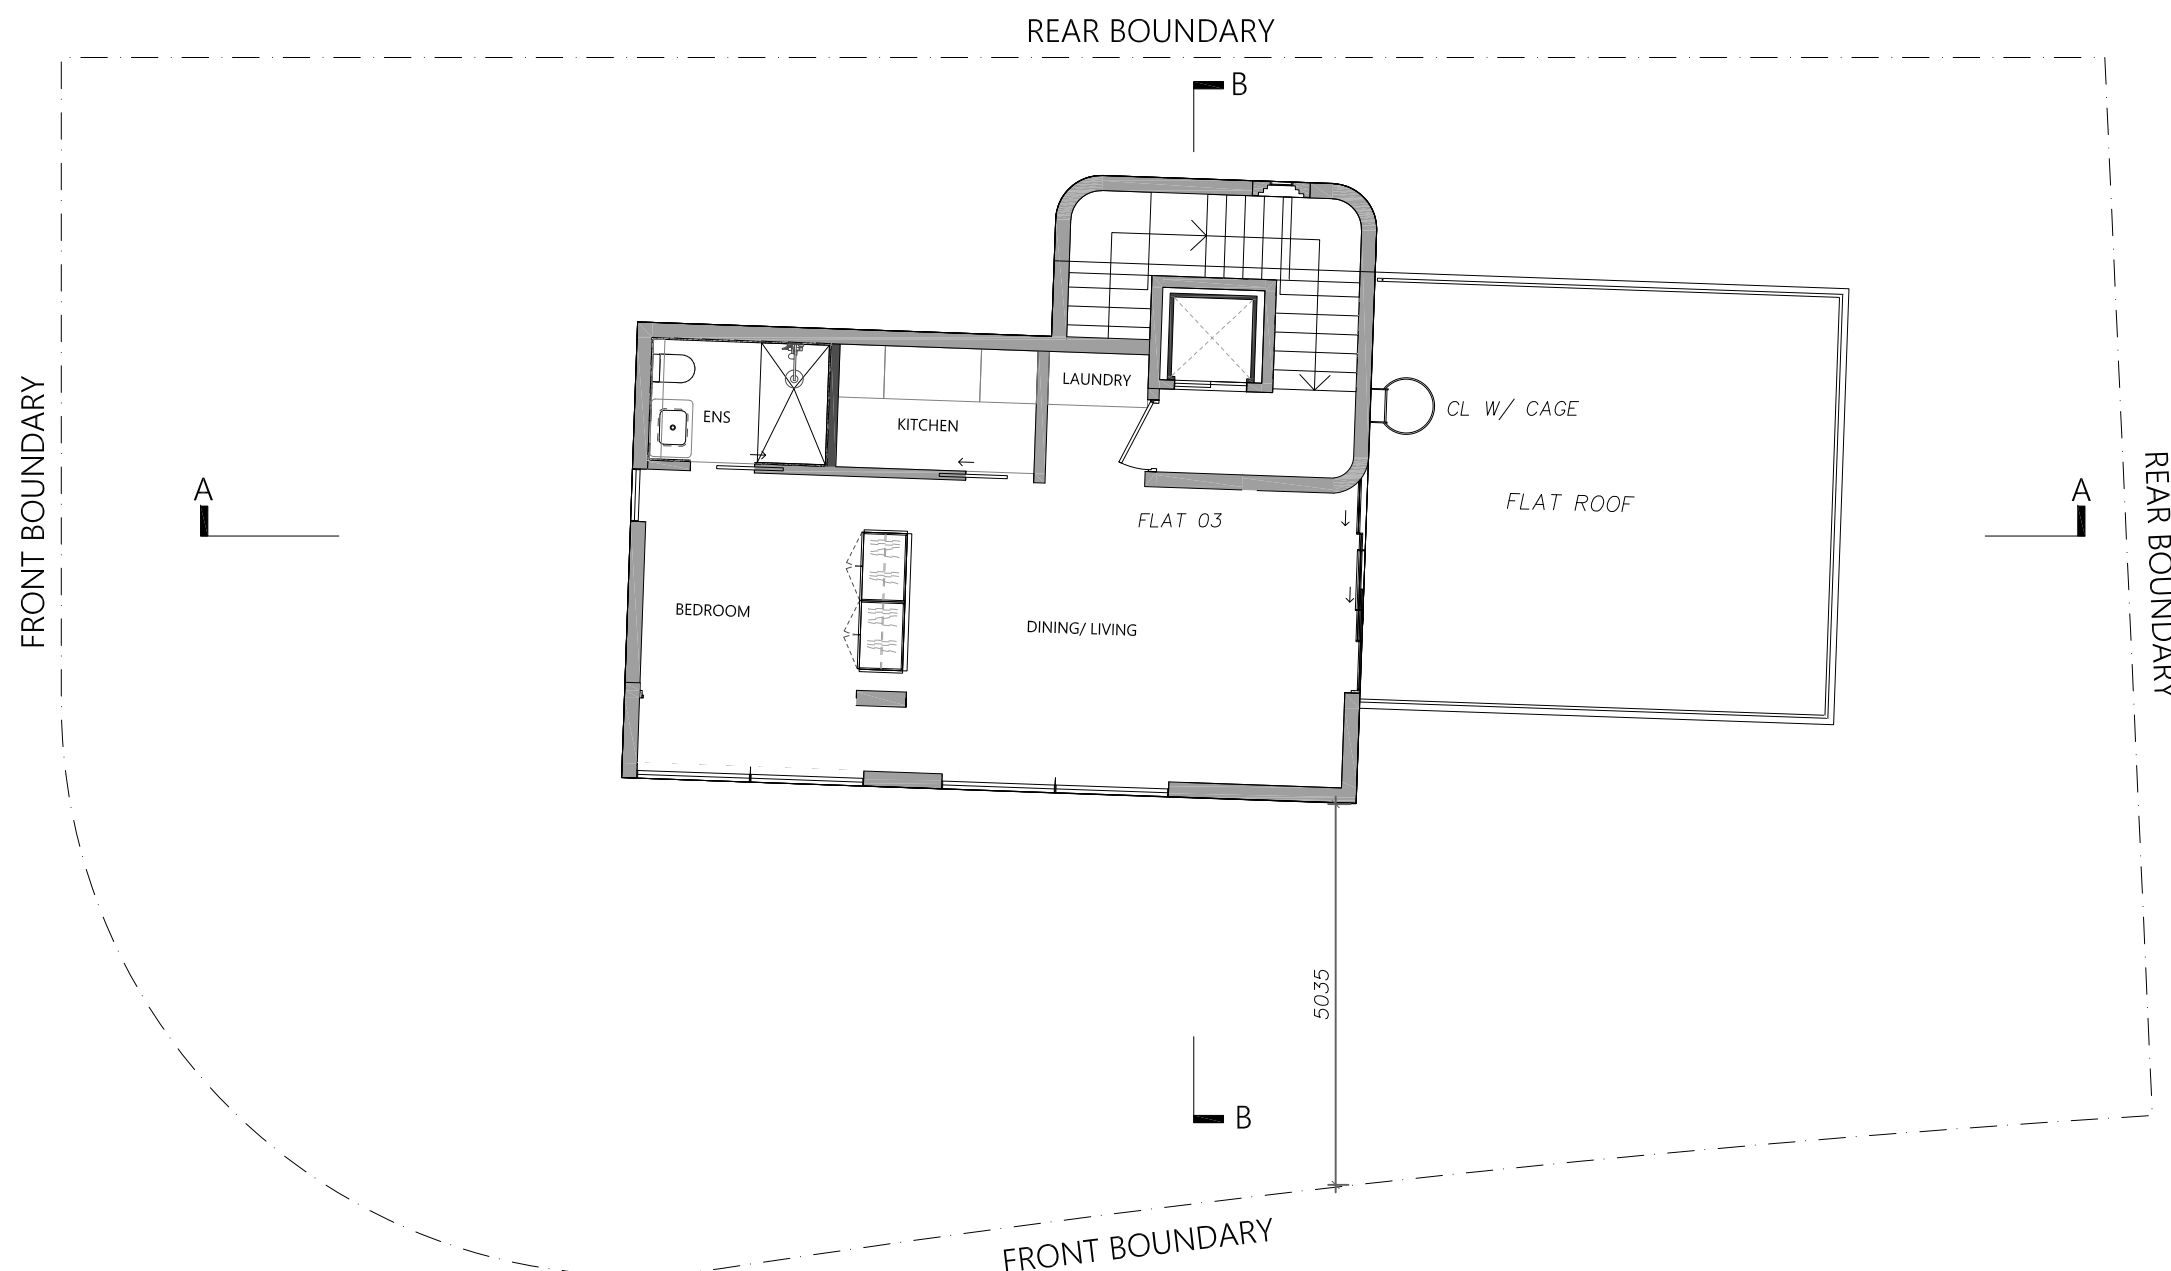 REAR BOUNDARY
B
LAUNDRY
ENS
KITCHEN
CL W/ CAGE
FLAT ROOF
FLAT 03
A
A
FRONT BOUNDARY
REAR BOUNDARY
BEDROOM
DINING/ LIVING
5035
B
FRONT BOUNDARY